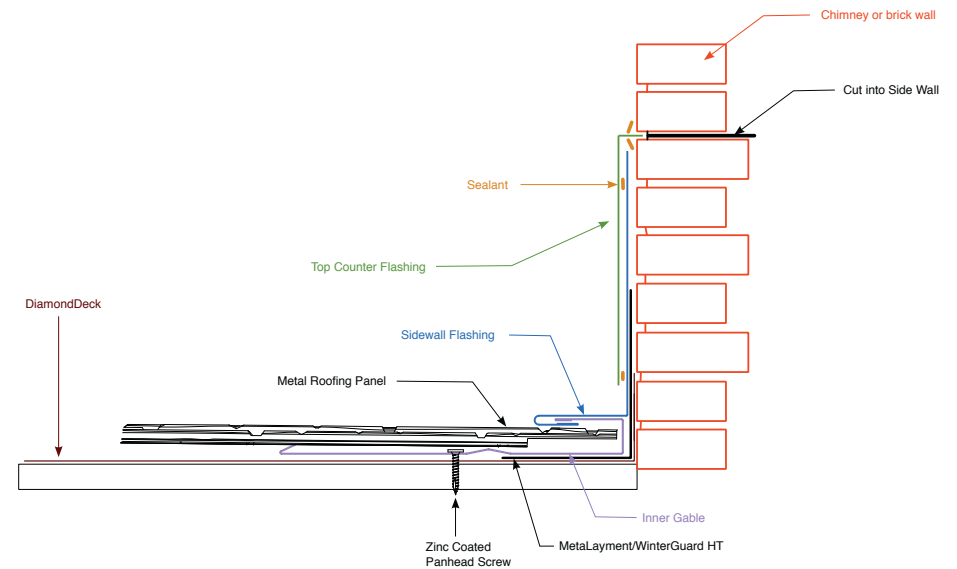 Chimney or brick wall
Cut into Side Wall
Sealant
Top Counter Flashing
DiamondDeck
Sidewall Flashing
Metal Roofing Panel
Inner Gable
Zinc Coated
Panhead Screw
MetaLayment/WinterGuard HT